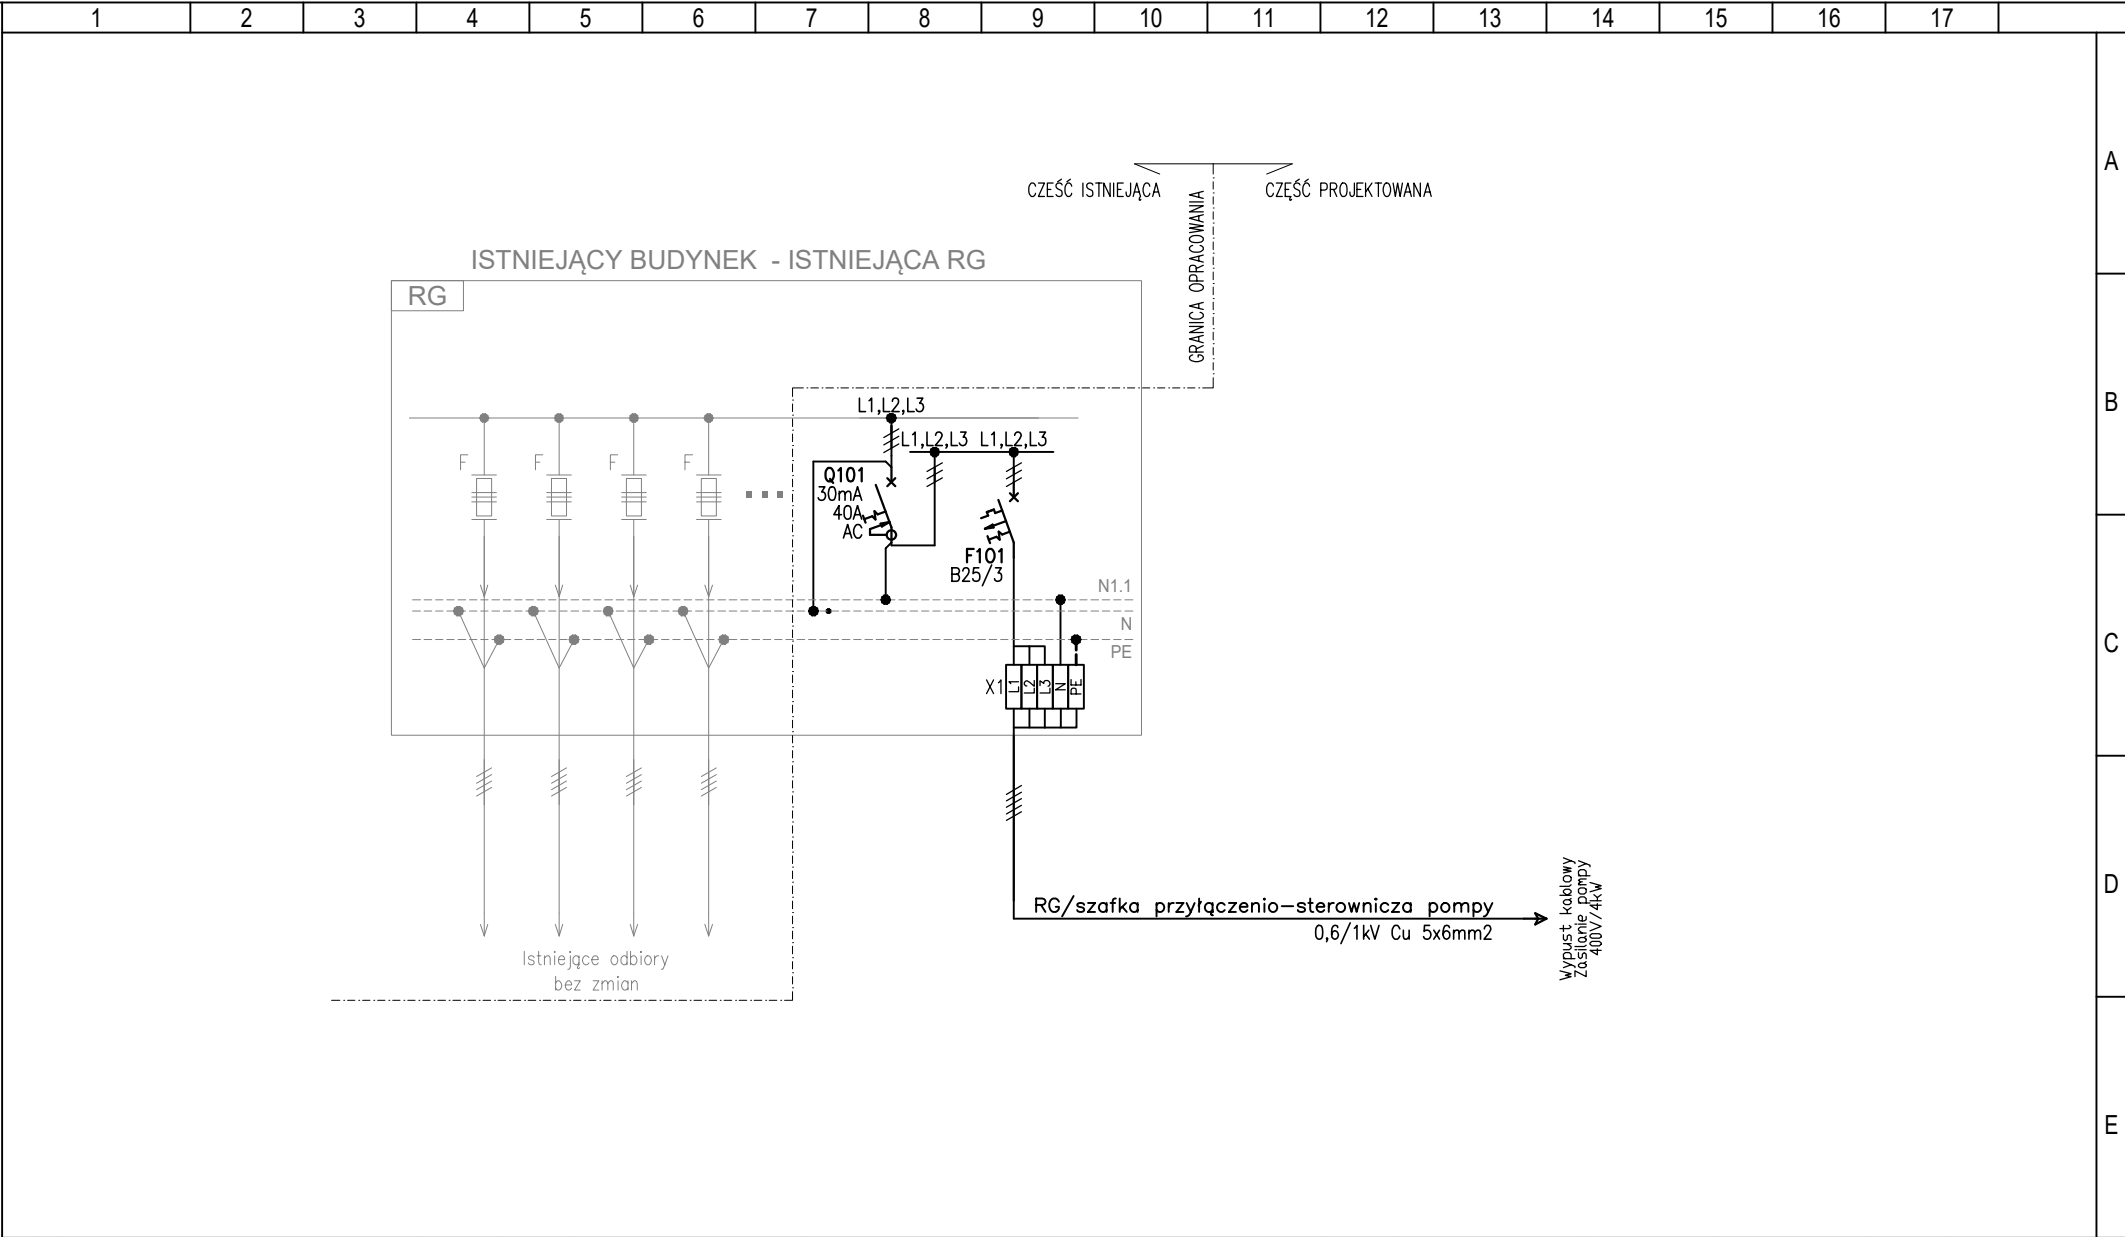 1 2 3 4 5 6 7 8 9 10 11 12 13 14 15 16 17
A
CZEŚĆ ISTNIEJĄCA
CZĘŚĆ PROJEKTOWANA
GRANICA OPRACOWANIA
ISTNIEJĄCY BUDYNEK - ISTNIEJĄCA RG
RG
B
L1,L2,L3
L1,L2,L3 L1,L2,L3
F F F F
Q101
30mA
40A
AC
F101
B25/3
N1.1
N
PE
C
X1 L1 L2 L3 N PE
D
RG/szafka przyłączenio-sterownicza pompy
0,6/1kV Cu 5x6mm2
Wypust kablowy
Zasilanie pompy
400V/4kW
Istniejące odbiory
bez zmian
E